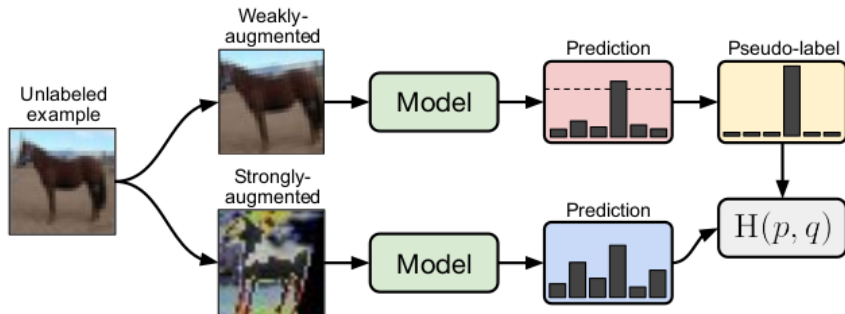 Unlabeled
example
Weakly-
augmented
Model
Prediction
Pseudo-label
Strongly-
augmented
Model
Prediction
H(p, q)